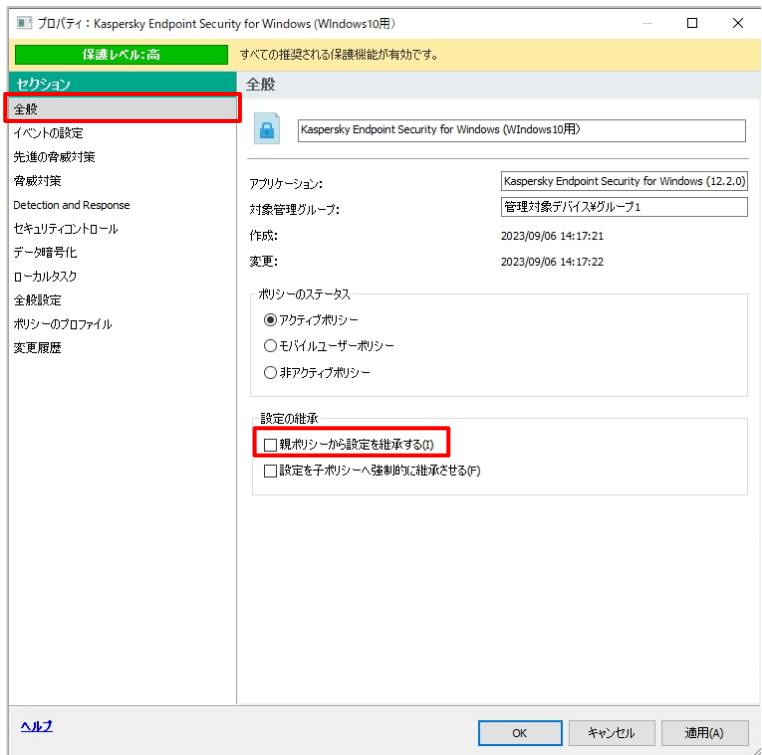 プロパティ：Kaspersky Endpoint Security for Windows (WIndows10用)
保護レベル:高
すべての推奨される保護機能が有効です。
セクション
全般
イベントの設定
先進の脅威対策
脅威対策
Detection and Response
セキュリティコントロール
データ暗号化
ローカルタスク
全般設定
ポリシーのプロファイル
変更履歴
全般
Kaspersky Endpoint Security for Windows (WIndows10用)
アプリケーション: Kaspersky Endpoint Security for Windows (12.2.0)
対象管理グループ: 管理対象デバイス¥グループ1
作成: 2023/09/06 14:17:21
変更: 2023/09/06 14:17:22
ポリシーのステータス
アクティブポリシー
モバイルユーザーポリシー
非アクティブポリシー
設定の継承
親ポリシーから設定を継承する(I)
設定を子ポリシーへ強制的に継承させる(F)
ヘルプ
OK キャンセル 適用(A)